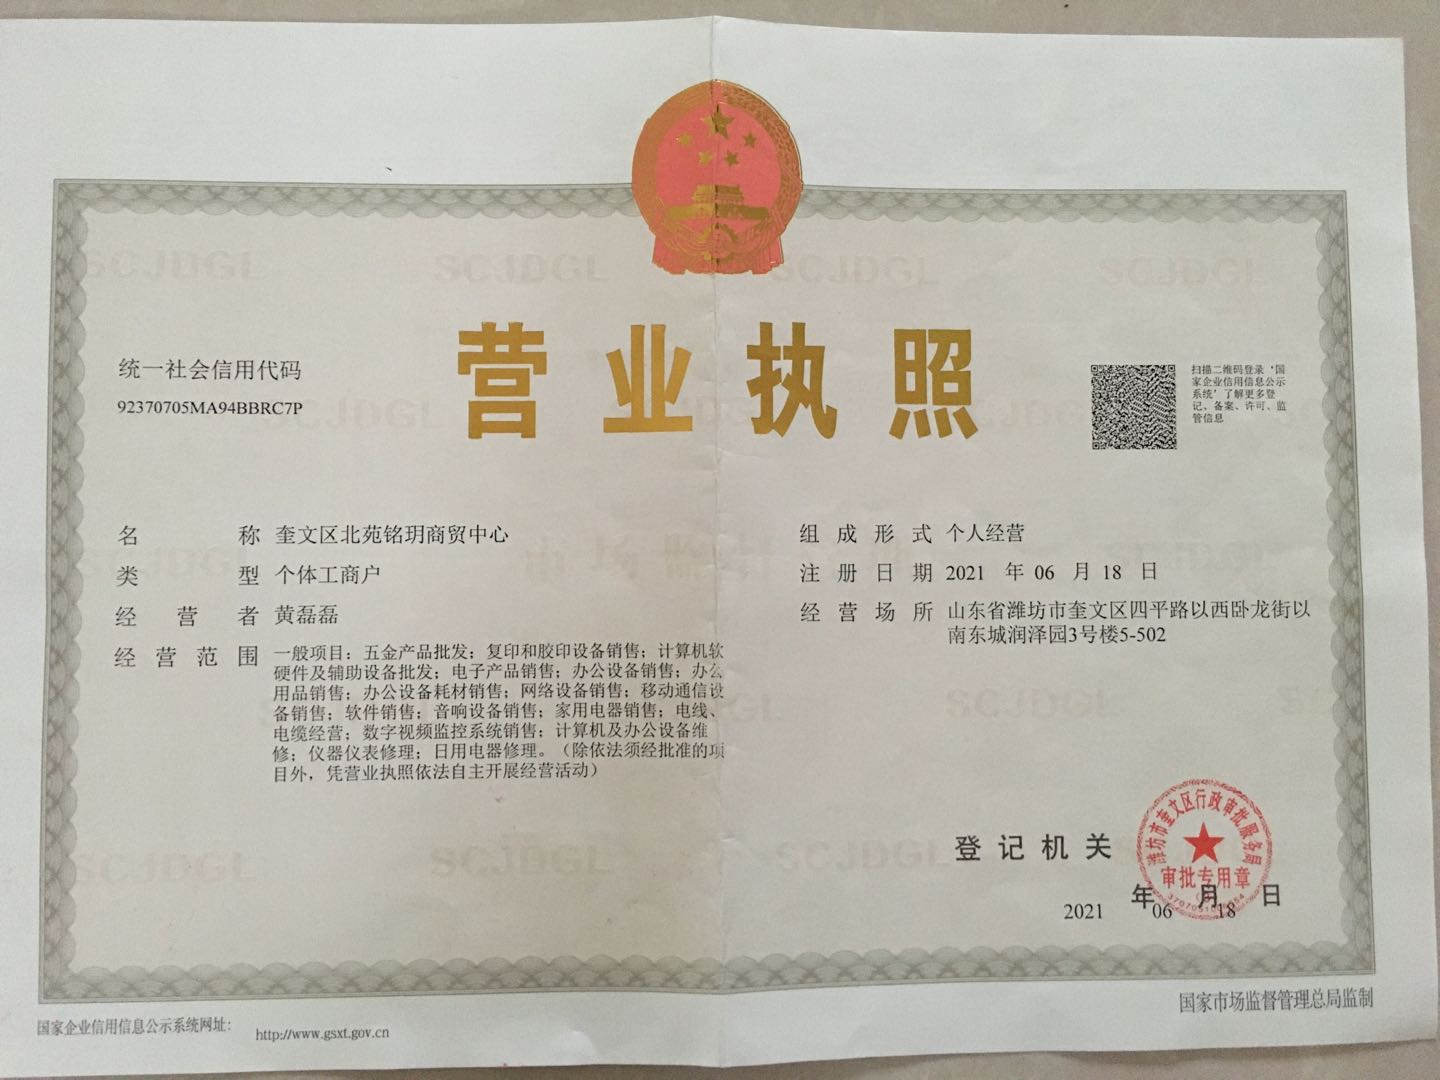 营业执照
统一社会信用代码
92370705MA94BBRC7P
扫描二维码登录‘国
家企业信用信息公示
系统’了解更多登
记、备案、许可、监
管信息
名称 奎文区北苑铭玥商贸中心
类型 个体工商户
经营者 黄磊磊
经营范围 一般项目：五金产品批发；复印和胶印设备销售；计算机软
硬件及辅助设备批发；电子产品销售；办公设备销售；办公
用品销售；办公设备耗材销售；网络设备销售；移动通信设
备销售；软件销售；音响设备销售；家用电器销售；电线、
电缆经营；数字视频监控系统销售；计算机及办公设备维
修；仪器仪表修理；日用电器修理。（除依法须经批准的项
目外，凭营业执照依法自主开展经营活动）
组成形式 个人经营
注册日期 2021 年 06 月 18 日
经营场所 山东省潍坊市奎文区四平路以西卧龙街以
南东城润泽园3号楼5-502
登记机关
潍坊市奎文区行政审批服务局
审批专用章
2021 年 06 月 18 日
国家企业信用信息公示系统网址：
http://www.gsxt.gov.cn
国家市场监督管理总局监制
SCJDGL
SCJDGL
SCJDGL
SCJDGL